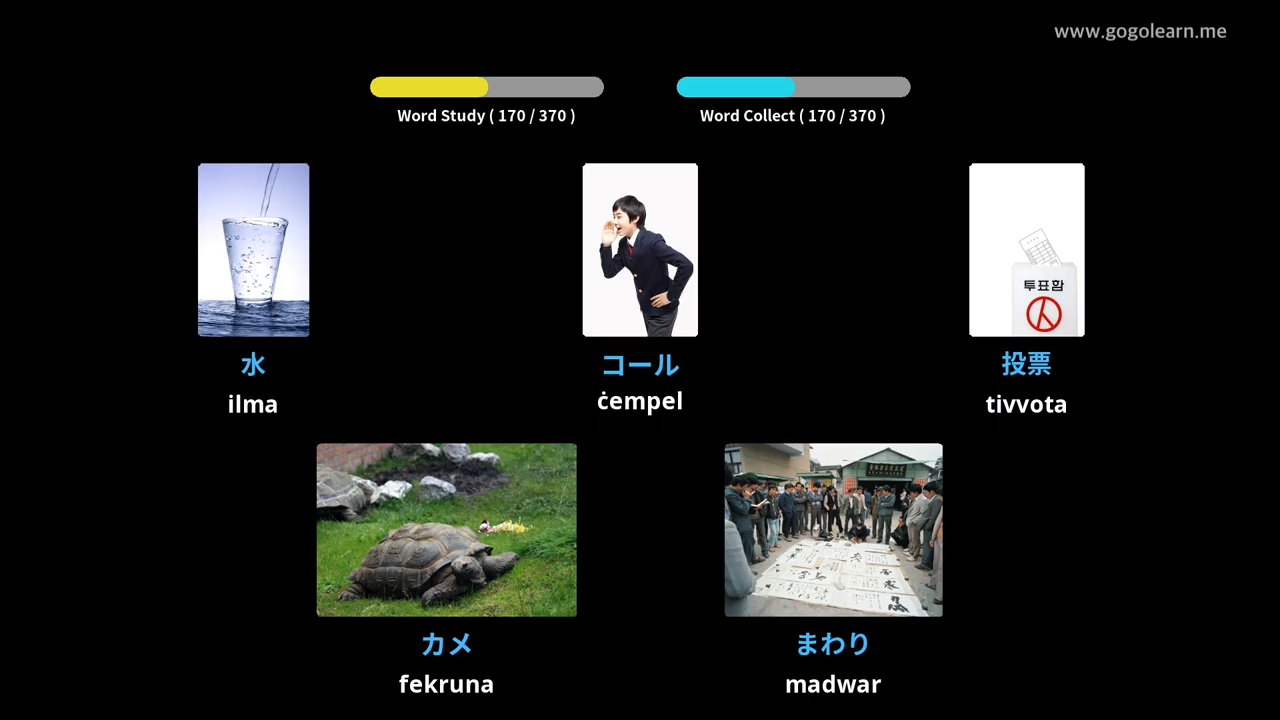 www.gogolearn.me
Word Study ( 170 / 370 )
Word Collect ( 170 / 370 )
투표함
水
コール
投票
ilma
ċempel
tivvota
カメ
まわり
fekruna
madwar